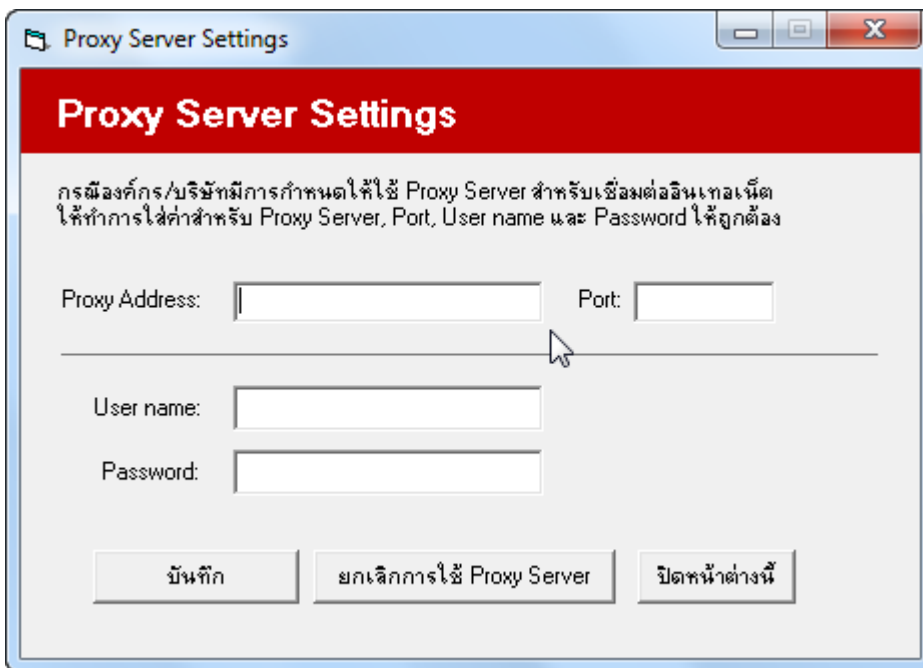 Proxy Server Settings
Proxy Server Settings
กรณีองค์กร/บริษัทมีการกำหนดให้ใช้ Proxy Server สำหรับเชื่อมต่ออินเทอเน็ต
ให้ทำการใส่ค่าสำหรับ Proxy Server, Port, User name และ Password ให้ถูกต้อง
Proxy Address: Port:
User name:
Password:
บันทึก ยกเลิกการใช้ Proxy Server ปิดหน้าต่างนี้